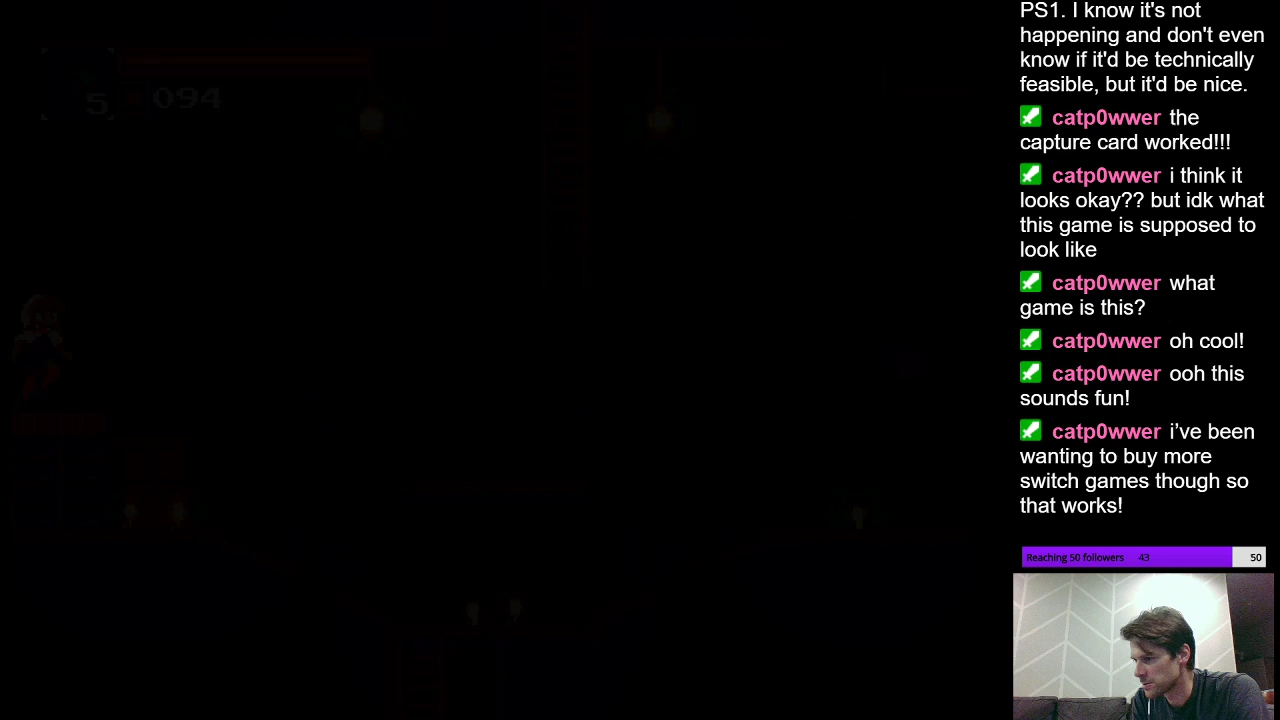 PS1. I know it's not
happening and don't even
know if it'd be technically
feasible, but it'd be nice.
catp0wwer the
capture card worked!!!
catp0wwer i think it
looks okay?? but idk what
this game is supposed to
look like
catp0wwer what
game is this?
catp0wwer oh cool!
catp0wwer ooh this
sounds fun!
catp0wwer i’ve been
wanting to buy more
switch games though so
that works!
Reaching 50 followers 43 50
5 094